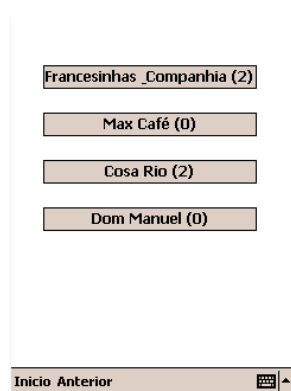 Francesinhas _Companhia (2)
Max Café (0)
Cosa Rio (2)
Dom Manuel (0)
Inicio Anterior